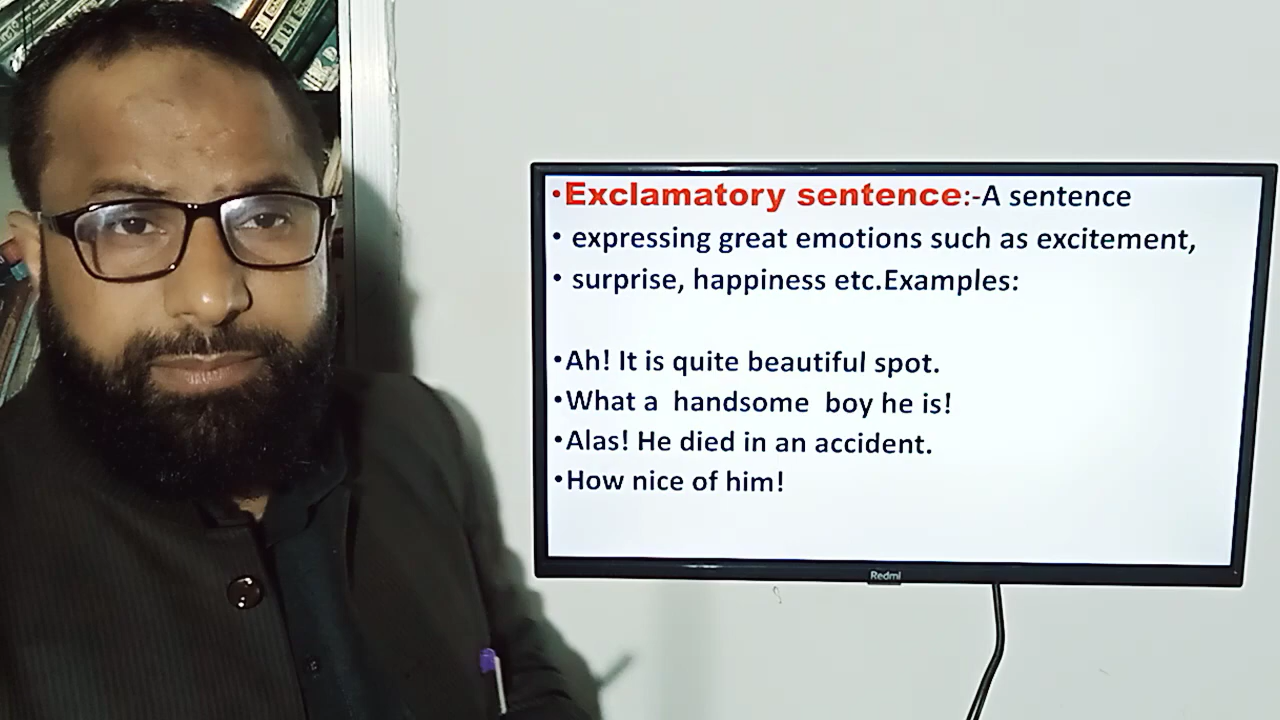 •Exclamatory sentence:-A sentence
• expressing great emotions such as excitement,
• surprise, happiness etc.Examples:
•Ah! It is quite beautiful spot.
•What a handsome boy he is!
•Alas! He died in an accident.
•How nice of him!
Redmi